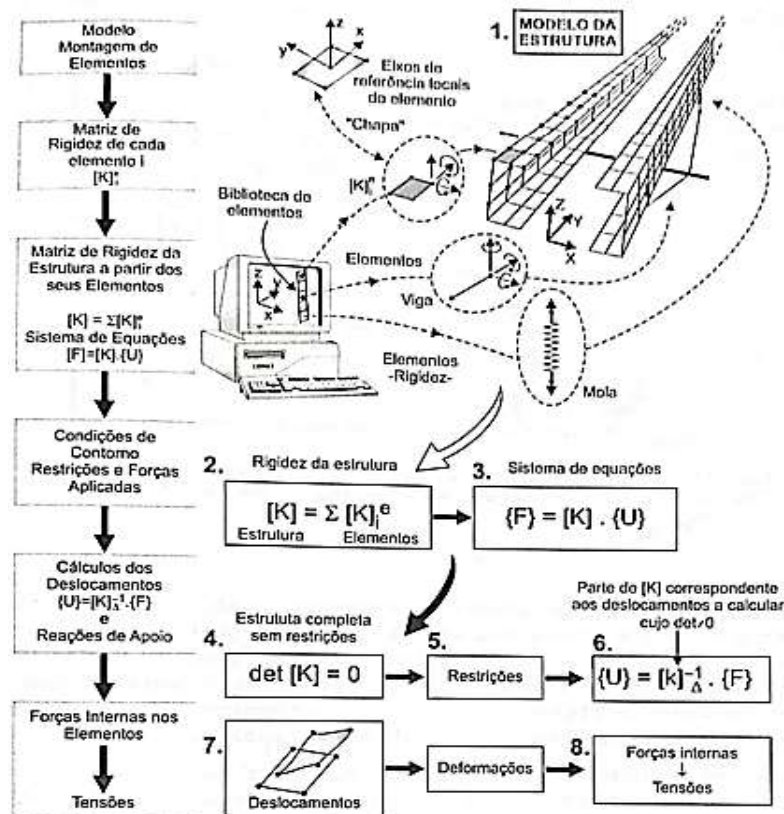 Modelo
Montagem de
Elementos
Matriz de
Rigidez de cada
elemento i
[K]ᵢᵉ
Matriz de Rigidez da
Estrutura a partir dos
seus Elementos
[K] = Σ[K]ᵢᵉ
Sistema de Equações
[F]=[K].{U}
Condições de
Contorno
Restrições e Forças
Aplicadas
Cálculos dos
Deslocamentos
{U}=[K]Δ⁻¹.{F}
e
Reações de Apoio
Forças Internas nos
Elementos
Tensões
1. MODELO DA
ESTRUTURA
z
x
y
Eixos de
referência locais
do elemento
"Chapa"
[K]ᵢᵉ
Biblioteca de
elementos
Z
Y
X
Elementos
Viga
Elementos
-Rigidez-
Mola
Z
Y
X
2. Rigidez da estrutura
[K] = Σ [K]ᵢᵉ
Estrutura Elementos
3. Sistema de equações
{F} = [K] . {U}
Estrututa completa
sem restrições
4.
det [K] = 0
5.
Restrições
Parte de [K] correspondente
aos deslocamentos a calcular
cujo det≠0
6.
{U} = [k]Δ⁻¹ . {F}
7.
Deslocamentos
Deformações
8.
Forças internas
↓
Tensões